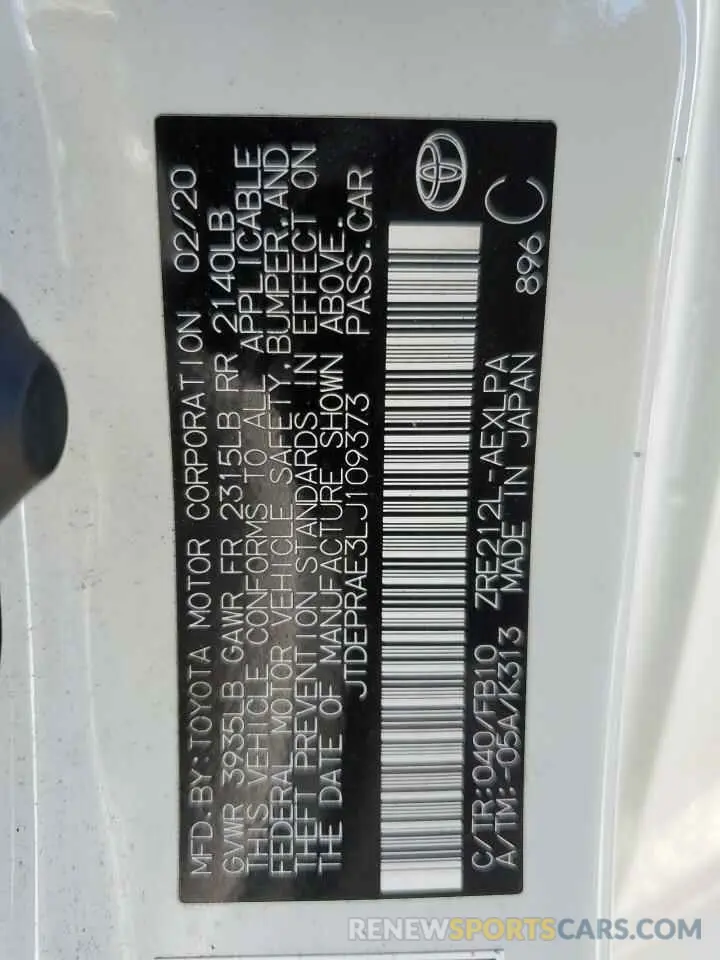 MFD.BY:TOYOTA MOTOR CORPORATION 02/20
GVWR 3935LB GAWR FR 2315LB RR 2140LB
THIS VEHICLE CONFORMS TO ALL APPLICABLE
FEDERAL MOTOR VEHICLE SAFETY, BUMPER, AND
THEFT PREVENTION STANDARDS IN EFFECT ON
THE DATE OF MANUFACTURE SHOWN ABOVE.
JTDEPRAE3LJ109373 PASS.CAR
C/TR:040/FB10 ZRE212L-AEXLPA 896 C
A/TM:-05A/K313 MADE IN JAPAN
RENEWSPORTSCARS.COM